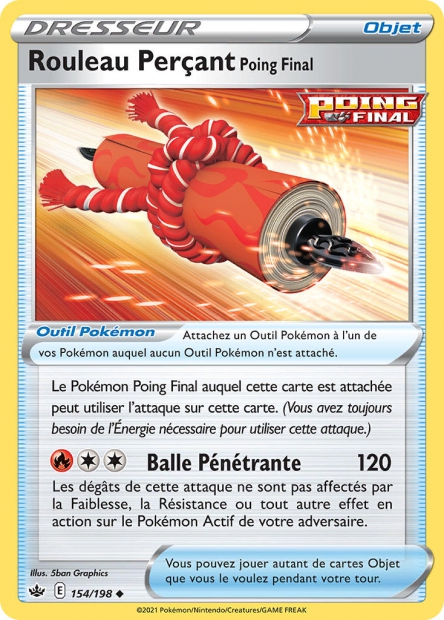 DRESSEUR Objet
Rouleau Perçant Poing Final
POING
FINAL
Outil Pokémon Attachez un Outil Pokémon à l'un de
vos Pokémon auquel aucun Outil Pokémon n'est attaché.
Le Pokémon Poing Final auquel cette carte est attachée
peut utiliser l'attaque sur cette carte. (Vous avez toujours
besoin de l'Énergie nécessaire pour utiliser cette attaque.)
Balle Pénétrante 120
Les dégâts de cette attaque ne sont pas affectés par
la Faiblesse, la Résistance ou tout autre effet en
action sur le Pokémon Actif de votre adversaire.
Vous pouvez jouer autant de cartes Objet
que vous le voulez pendant votre tour.
Illus. 5ban Graphics
E 154/198
©2021 Pokémon/Nintendo/Creatures/GAME FREAK